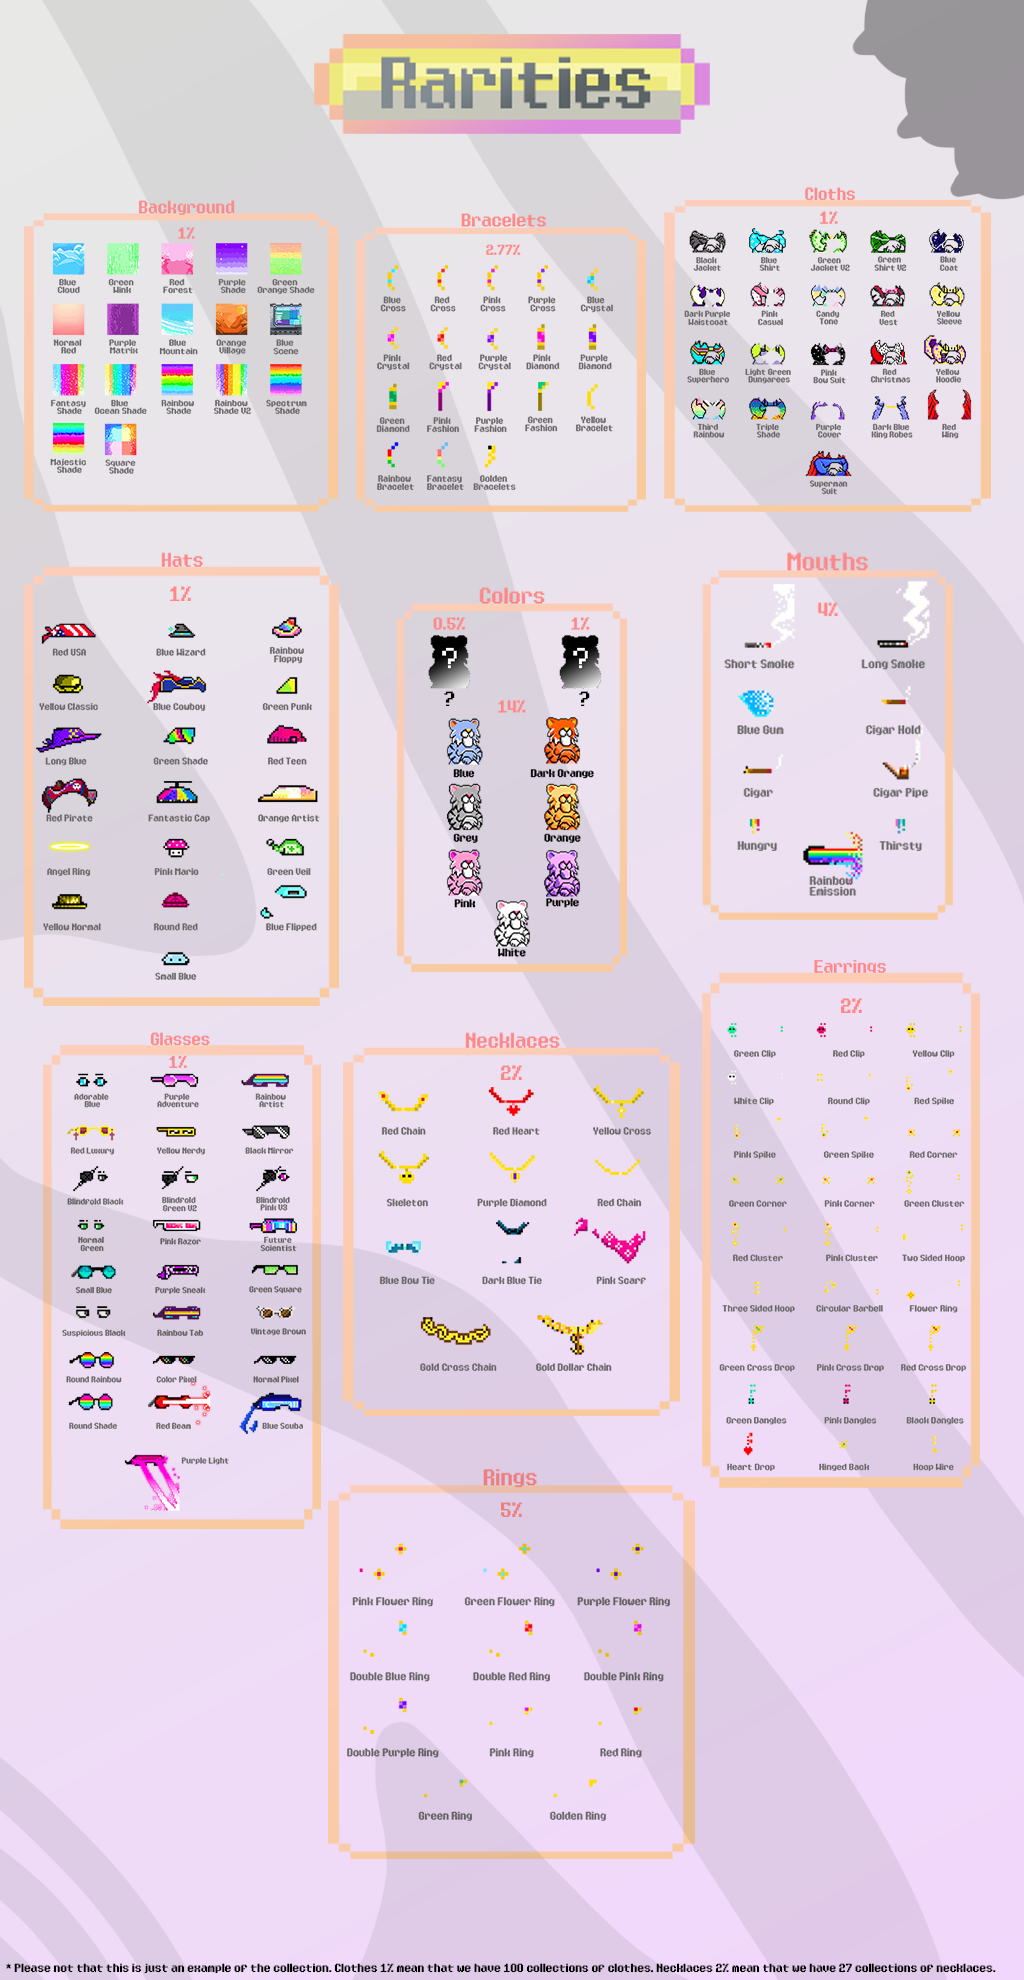 Rarities
Background
1%
Blue
Cloud
Green
Wink
Red
Forest
Purple
Shade
Green
Orange Shade
Normal
Red
Purple
Matrix
Blue
Mountain
Orange
Village
Blue
Scene
Fantasy
Shade
Blue
Ocean Shade
Rainbow
Shade
Rainbow
Shade V2
Spectrum
Shade
Majestic
Shade
Square
Shade
Bracelets
2.77%
Blue
Cross
Red
Cross
Pink
Cross
Purple
Cross
Blue
Crystal
Pink
Crystal
Red
Crystal
Purple
Crystal
Pink
Diamond
Purple
Diamond
Green
Diamond
Pink
Fashion
Purple
Fashion
Green
Fashion
Yellow
Bracelet
Rainbow
Bracelet
Fantasy
Bracelet
Golden
Bracelets
Cloths
1%
Black
Jacket
Blue
Shirt
Green
Jacket V2
Green
Shirt V2
Blue
Coat
Dark Purple
Waistcoat
Pink
Casual
Candy
Tone
Red
Vest
Yellow
Sleeve
Blue
Superhero
Light Green
Dungarees
Pink
Bow Suit
Red
Christmas
Yellow
Hoodie
Third
Rainbow
Triple
Shade
Purple
Cover
Dark Blue
King Robes
Red
Wing
Superman
Suit
Hats
1%
Red USA
Blue Wizard
Rainbow
Floppy
Yellow Classic
Blue Cowboy
Green Punk
Long Blue
Green Shade
Red Teen
Red Pirate
Fantastic Cap
Orange Artist
Angel Ring
Pink Mario
Green Veil
Yellow Normal
Round Red
Blue Flipped
Small Blue
Colors
0.5%
1%
?
?
?
?
14%
Blue
Dark Orange
Grey
Orange
Pink
Purple
White
Mouths
4%
Short Smoke
Long Smoke
Blue Gum
Cigar Hold
Cigar
Cigar Pipe
Hungry
Thirsty
Rainbow
Emission
Glasses
1%
Adorable
Blue
Purple
Adventure
Rainbow
Artist
Red Luxury
Yellow Nerdy
Black Mirror
Blindroid Black
Blindroid
Green V2
Blindroid
Pink V3
Normal
Green
Pink Razor
Future
Scientist
Small Blue
Purple Sneak
Green Square
Suspicious Black
Rainbow Tab
Vintage Brown
Round Rainbow
Color Pixel
Normal Pixel
Round Shade
Red Beam
Blue Scuba
Purple Light
Necklaces
2%
Red Chain
Red Heart
Yellow Cross
Skeleton
Purple Diamond
Red Chain
Blue Bow Tie
Dark Blue Tie
Pink Scarf
Gold Cross Chain
Gold Dollar Chain
Earrings
2%
Green Clip
Red Clip
Yellow Clip
White Clip
Round Clip
Red Spike
Pink Spike
Green Spike
Red Corner
Green Corner
Pink Corner
Green Cluster
Red Cluster
Pink Cluster
Two Sided Hoop
Three Sided Hoop
Circular Barbell
Flower Ring
Green Cross Drop
Pink Cross Drop
Red Cross Drop
Green Dangles
Pink Dangles
Black Dangles
Heart Drop
Hinged Back
Hoop Wire
Rings
5%
Pink Flower Ring
Green Flower Ring
Purple Flower Ring
Double Blue Ring
Double Red Ring
Double Pink Ring
Double Purple Ring
Pink Ring
Red Ring
Green Ring
Golden Ring
* Please not that this is just an example of the collection. Clothes 1% mean that we have 100 collections of clothes. Necklaces 2% mean that we have 27 collections of necklaces.